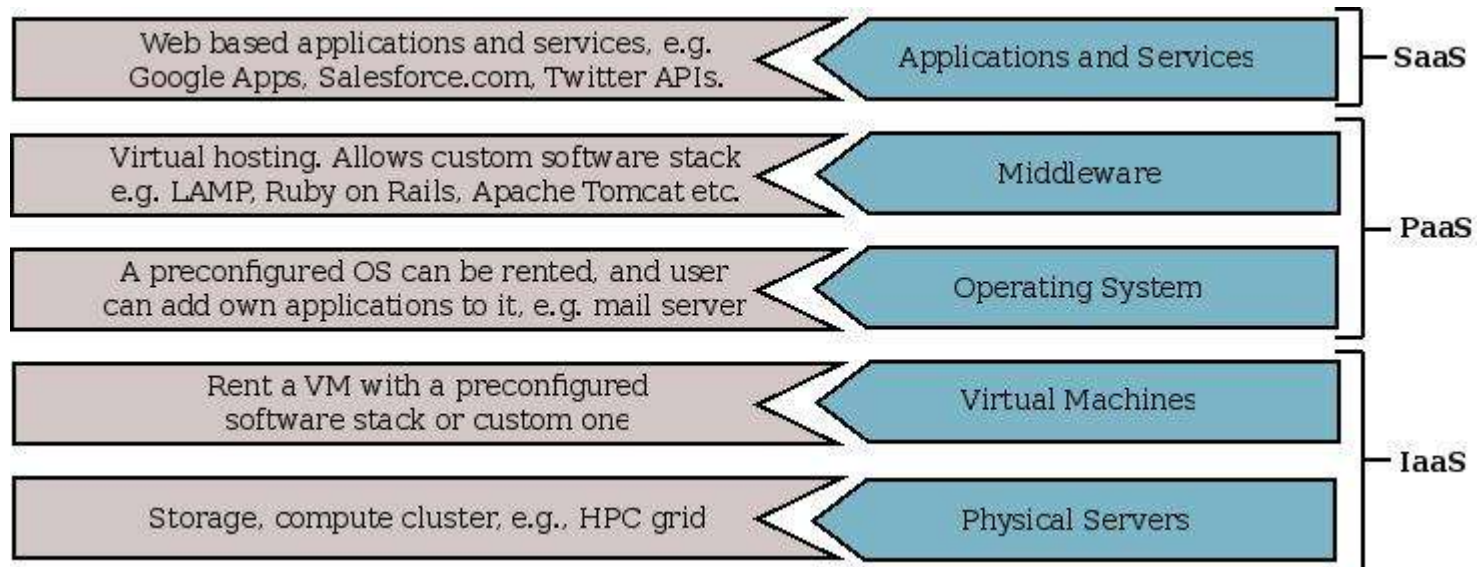 Web based applications and services, e.g.
Google Apps, Salesforce.com, Twitter APIs.
Applications and Services
SaaS
Virtual hosting. Allows custom software stack
e.g. LAMP, Ruby on Rails, Apache Tomcat etc.
Middleware
PaaS
A preconfigured OS can be rented, and user
can add own applications to it, e.g. mail server
Operating System
Rent a VM with a preconfigured
software stack or custom one
Virtual Machines
IaaS
Storage, compute cluster, e.g., HPC grid
Physical Servers